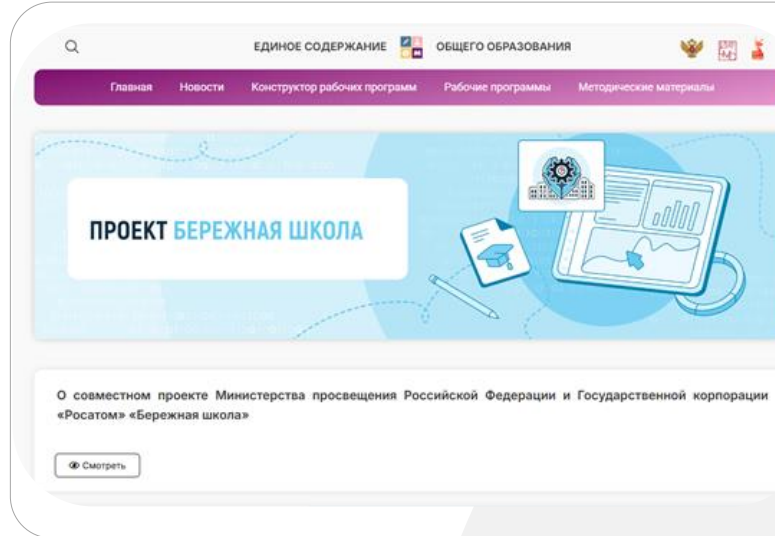 ЕДИНОЕ СОДЕРЖАНИЕ ОБЩЕГО ОБРАЗОВАНИЯ
Главная Новости Конструктор рабочих программ Рабочие программы Методические материалы
ПРОЕКТ БЕРЕЖНАЯ ШКОЛА
О совместном проекте Министерства просвещения Российской Федерации и Государственной корпорации
«Росатом» «Бережная школа»
Смотреть